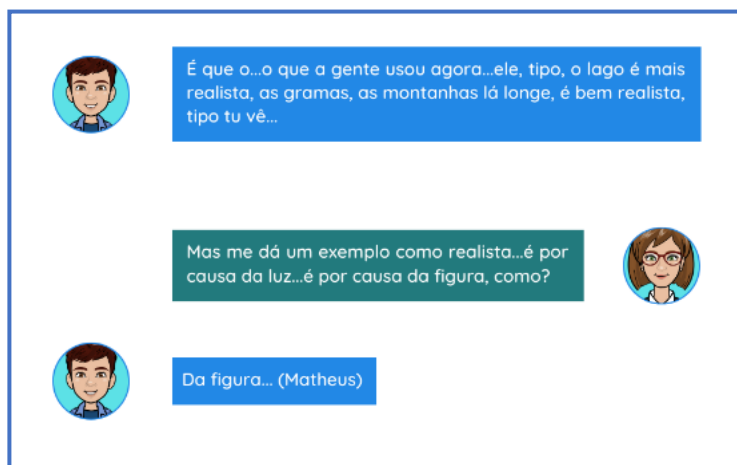 É que o...o que a gente usou agora...ele, tipo, o lago é mais
realista, as gramas, as montanhas lá longe, é bem realista,
tipo tu vê...
Mas me dá um exemplo como realista...é por
causa da luz...é por causa da figura, como?
Da figura... (Matheus)